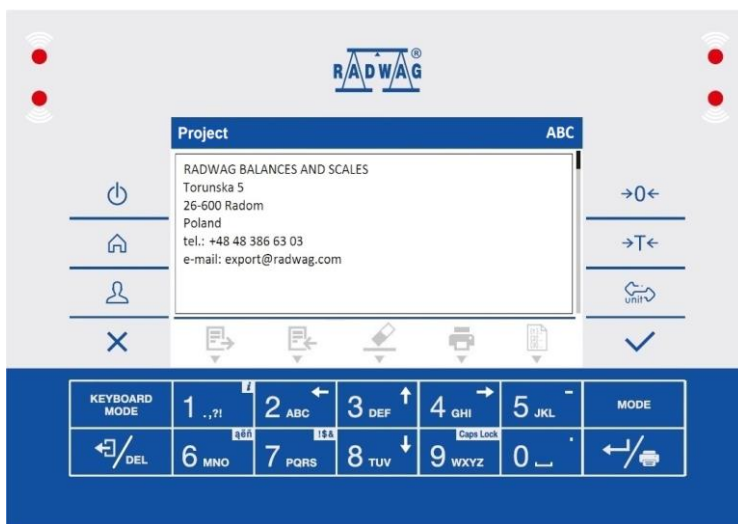 RADWAG®
Project ABC
RADWAG BALANCES AND SCALES
Torunska 5
26-600 Radom
Poland
tel.: +48 48 386 63 03
e-mail: export@radwag.com
→0←
→T←
unit
KEYBOARD MODE
1 .,?! i
2 ABC ←
3 DEF ↑
4 GHI →
5 JKL -
MODE
/DEL
6 MNO ąêñ
7 PQRS !$&
8 TUV ↓
9 WXYZ Caps Lock
0 .